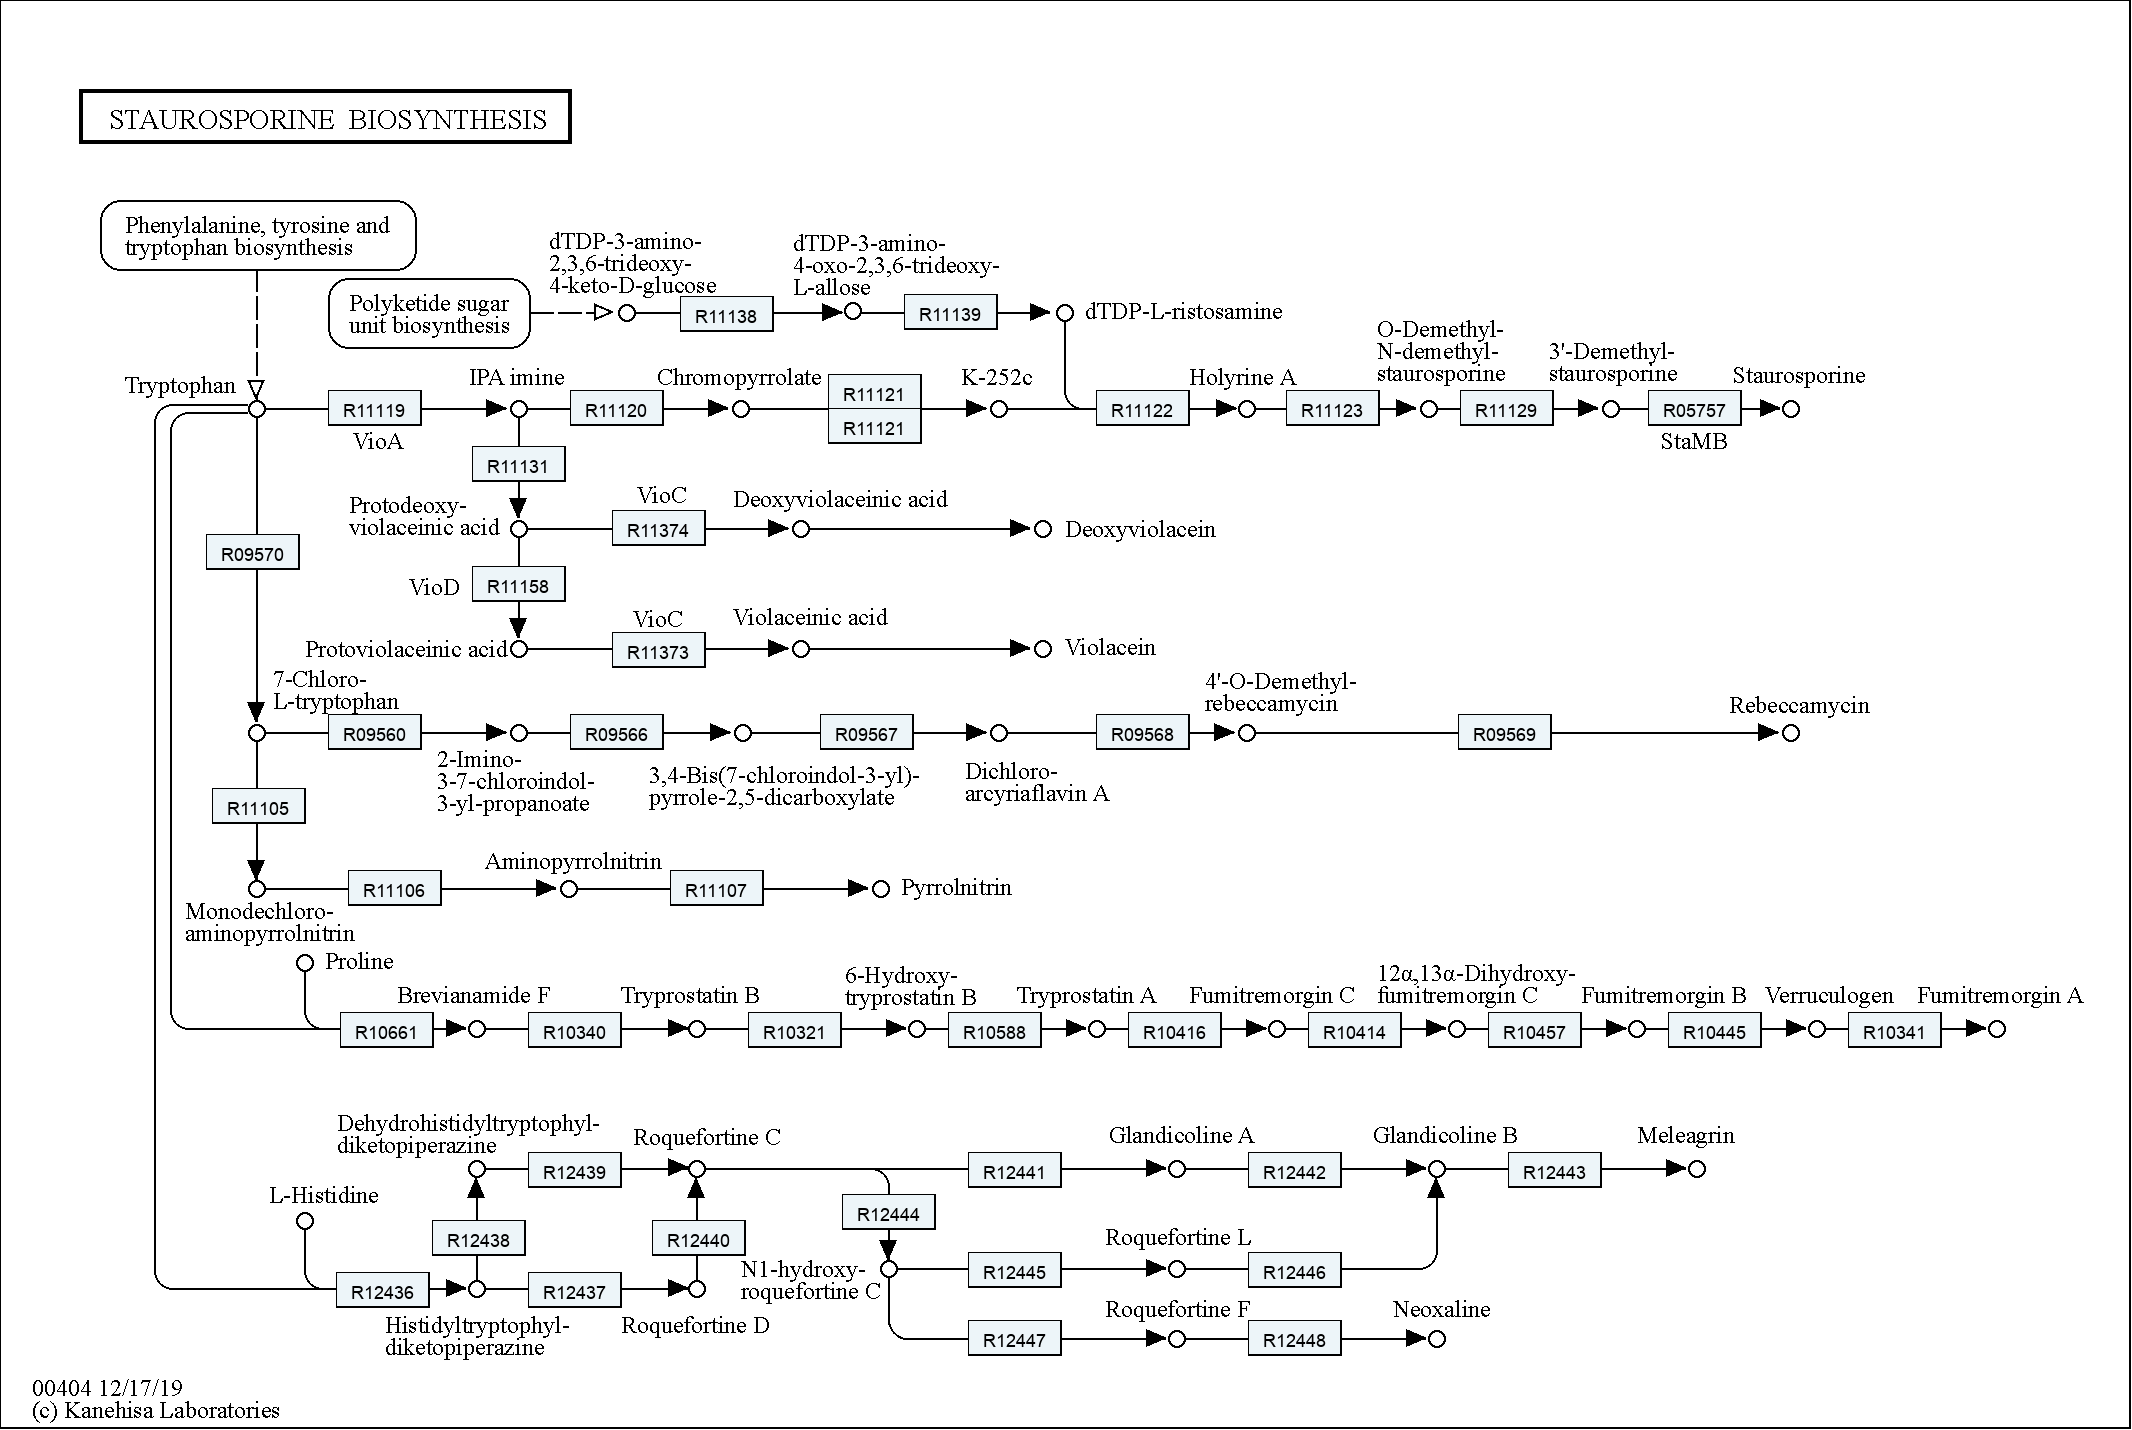 STAUROSPORINE BIOSYNTHESIS
Phenylalanine, tyrosine and
tryptophan biosynthesis
Polyketide sugar
unit biosynthesis
dTDP-3-amino-
2,3,6-trideoxy-
4-keto-D-glucose
R11138
dTDP-3-amino-
4-oxo-2,3,6-trideoxy-
L-allose
R11139
dTDP-L-ristosamine
Tryptophan
R11119
VioA
IPA imine
R11120
Chromopyrrolate
R11121
R11121
K-252c
R11122
Holyrine A
R11123
O-Demethyl-
N-demethyl-
staurosporine
R11129
3'-Demethyl-
staurosporine
R05757
StaMB
Staurosporine
R11131
Protodeoxy-
violaceinic acid
VioC
R11374
Deoxyviolaceinic acid
Deoxyviolacein
R09570
VioD
R11158
Protoviolaceinic acid
VioC
R11373
Violaceinic acid
Violacein
7-Chloro-
L-tryptophan
R09560
2-Imino-
3-7-chloroindol-
3-yl-propanoate
R09566
3,4-Bis(7-chloroindol-3-yl)-
pyrrole-2,5-dicarboxylate
R09567
Dichloro-
arcyriaflavin A
R09568
4'-O-Demethyl-
rebeccamycin
R09569
Rebeccamycin
R11105
Monodechloro-
aminopyrrolnitrin
R11106
Aminopyrrolnitrin
R11107
Pyrrolnitrin
Proline
R10661
Brevianamide F
R10340
Tryprostatin B
R10321
6-Hydroxy-
tryprostatin B
R10588
Tryprostatin A
R10416
Fumitremorgin C
R10414
12α,13α-Dihydroxy-
fumitremorgin C
R10457
Fumitremorgin B
R10445
Verruculogen
R10341
Fumitremorgin A
Dehydrohistidyltryptophyl-
diketopiperazine
R12439
Roquefortine C
R12441
Glandicoline A
R12442
Glandicoline B
R12443
Meleagrin
L-Histidine
R12438
R12440
R12444
R12436
Histidyltryptophyl-
diketopiperazine
R12437
Roquefortine D
N1-hydroxy-
roquefortine C
R12445
Roquefortine L
R12446
R12447
Roquefortine F
R12448
Neoxaline
00404 12/17/19
(c) Kanehisa Laboratories